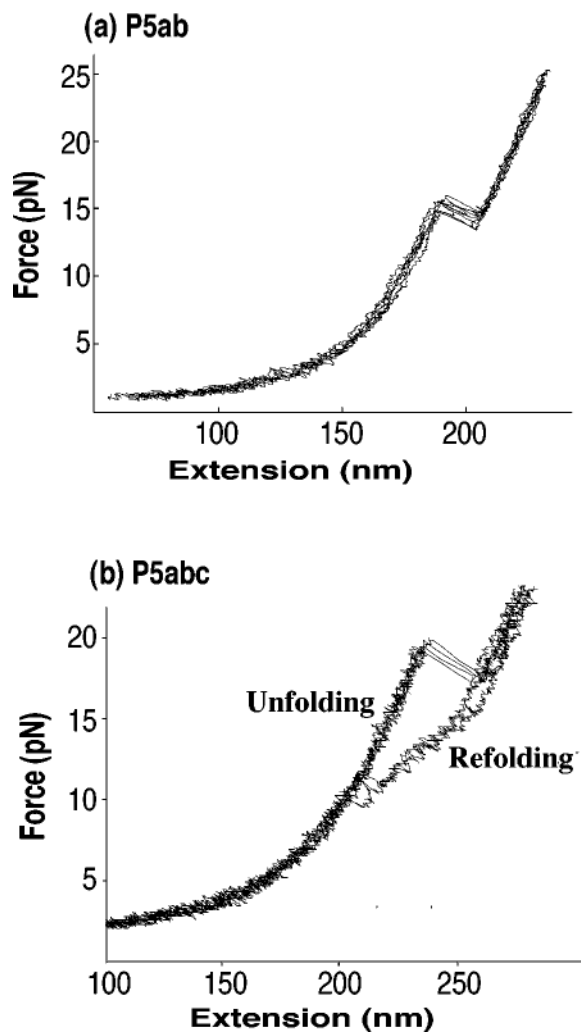 (a) P5ab
25
20
15
10
5
Force (pN)
100 150 200
Extension (nm)
(b) P5abc
20
15
10
5
Force (pN)
Unfolding
Refolding
100 150 200 250
Extension (nm)